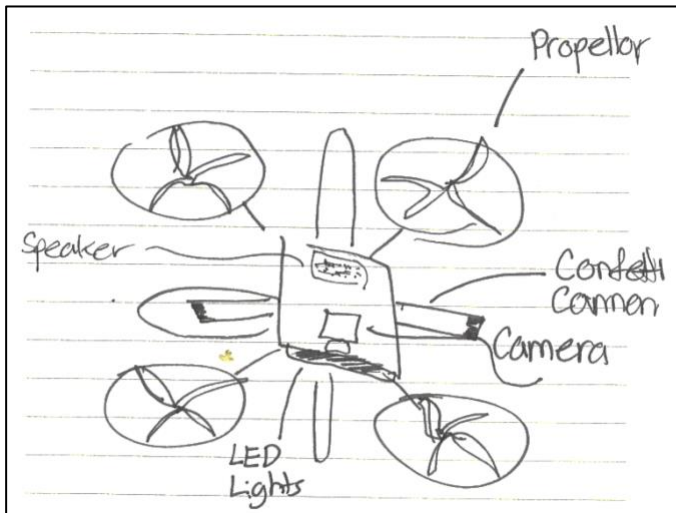 Propellor
Speaker
Confetti
Cannon
Camera
LED
Lights